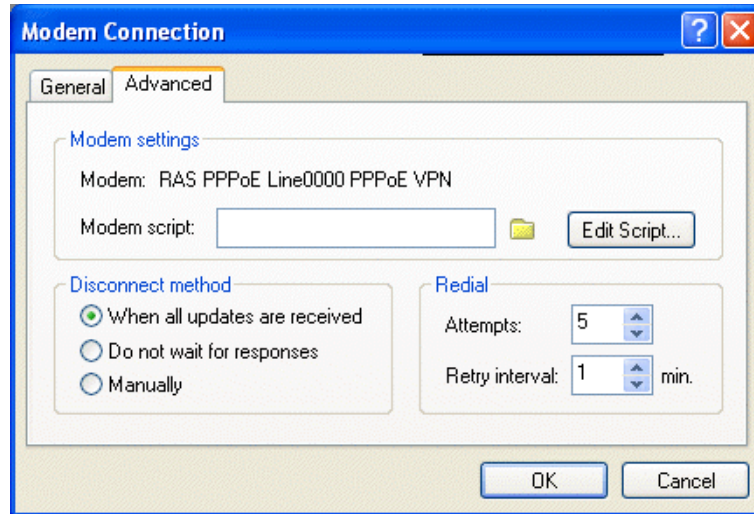 Modem Connection
General
Advanced
Modem settings
Modem: RAS PPPoE Line0000 PPPoE VPN
Modem script:
Edit Script...
Disconnect method
When all updates are received
Do not wait for responses
Manually
Redial
Attempts: 5
Retry interval: 1 min.
OK
Cancel